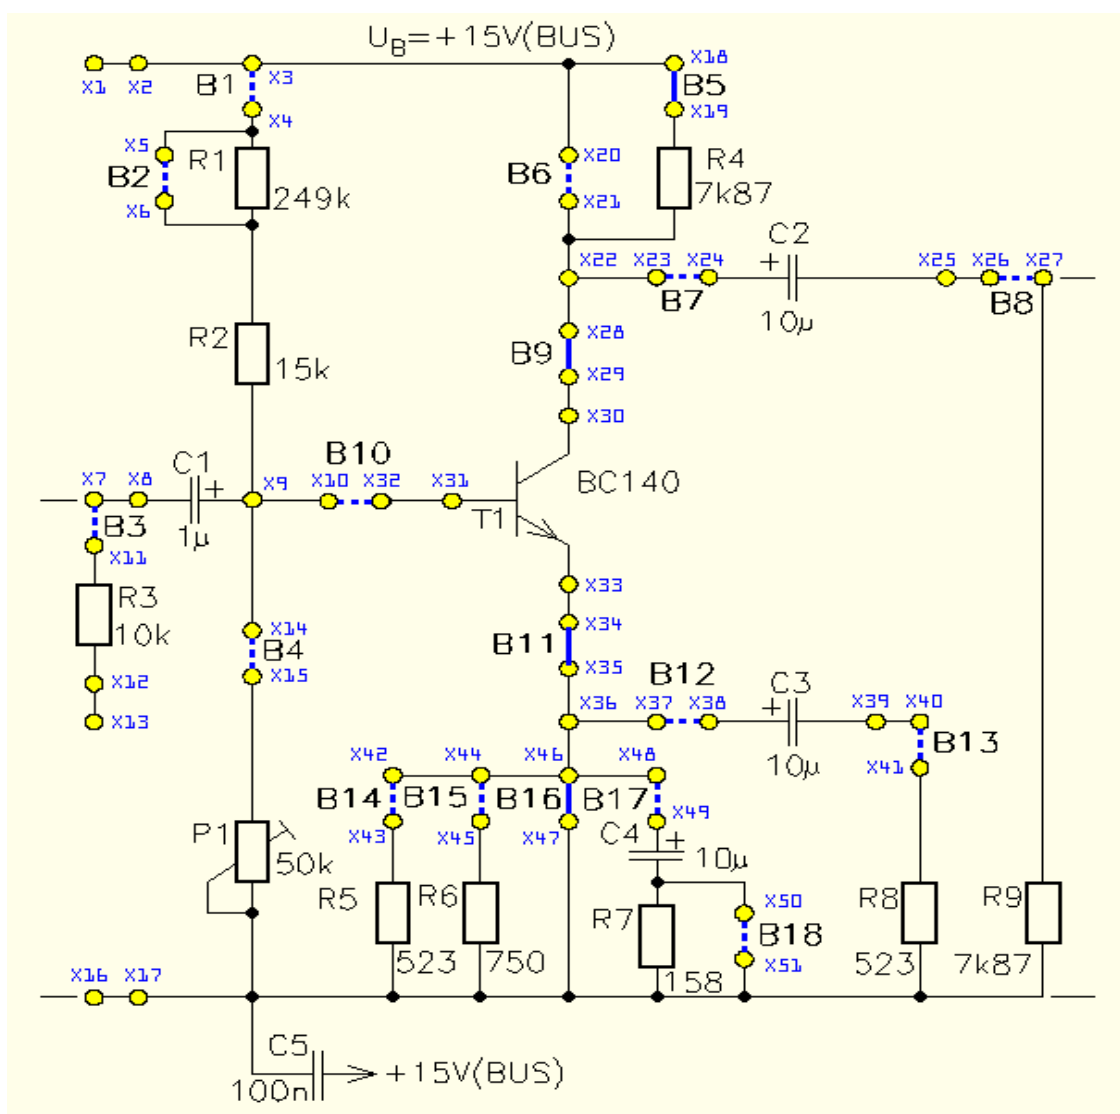 U_B=+15V(BUS)
X1 X2 B1 X3 X18
B5
X4 X19
X5 R1 X20 R4
B2 B6
X6 249k X21 7k87
C2
X22 X23 X24 + X25 X26 X27
B7 B8
10µ
R2 X28
15k B9
X29
X30
B10
X7 X8 C1 X9 X10 X32 X31 BC140
+
B3 1µ T1
X11
R3 X33
10k X14 X34
B4 B11
X15 X35 B12
X12 C3
X13 X36 X37 X38 + X39 X40
B13
10µ X41
X42 X44 X46 X48
B14 B15 B16 B17
X43 X45 X47 X49
P1 C4 +
50k 10µ
R5 R6 R7 X50 R8 R9
B18
523 750 X51 523 7k87
158
X16 X17
C5
100n +15V(BUS)